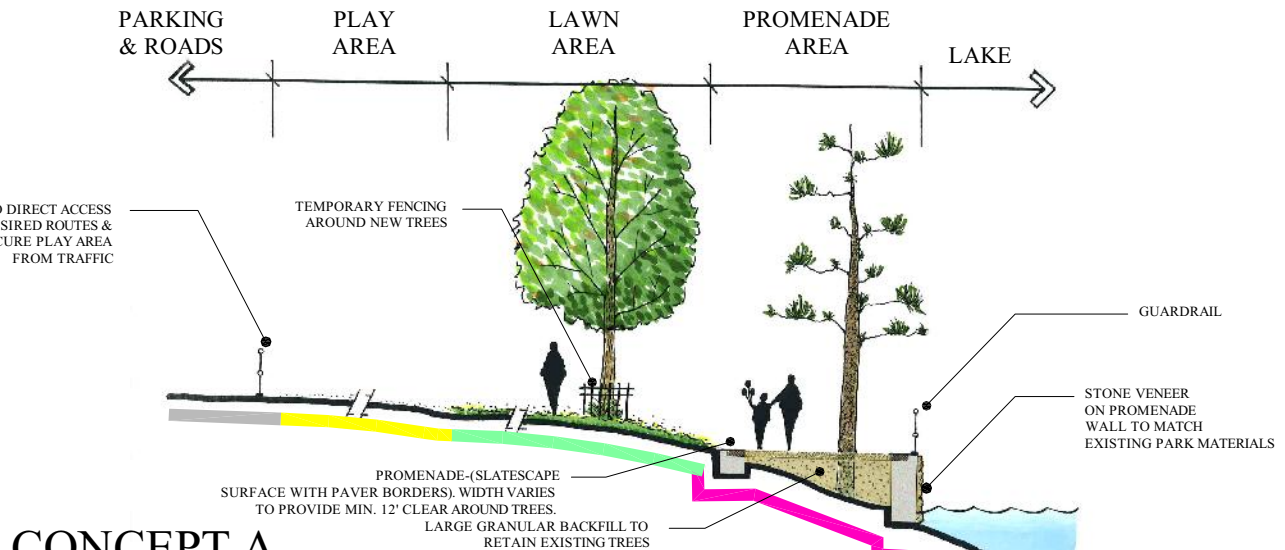 PARKING
& ROADS
PLAY
AREA
LAWN
AREA
PROMENADE
AREA
LAKE
DIRECT ACCESS
SIRED ROUTES &
CURE PLAY AREA
FROM TRAFFIC
TEMPORARY FENCING
AROUND NEW TREES
GUARDRAIL
STONE VENEER
ON PROMENADE
WALL TO MATCH
EXISTING PARK MATERIALS
PROMENADE-(SLATESCAPE
SURFACE WITH PAVER BORDERS). WIDTH VARIES
TO PROVIDE MIN. 12' CLEAR AROUND TREES.
LARGE GRANULAR BACKFILL TO
RETAIN EXISTING TREES
CONCEPT A